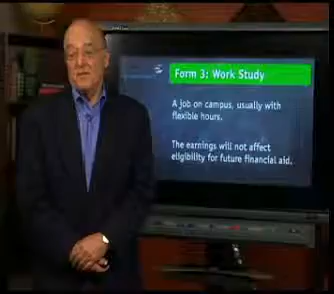 Form 3: Work Study
A job on campus, usually with
flexible hours.
The earnings will not affect
eligibility for future financial aid.